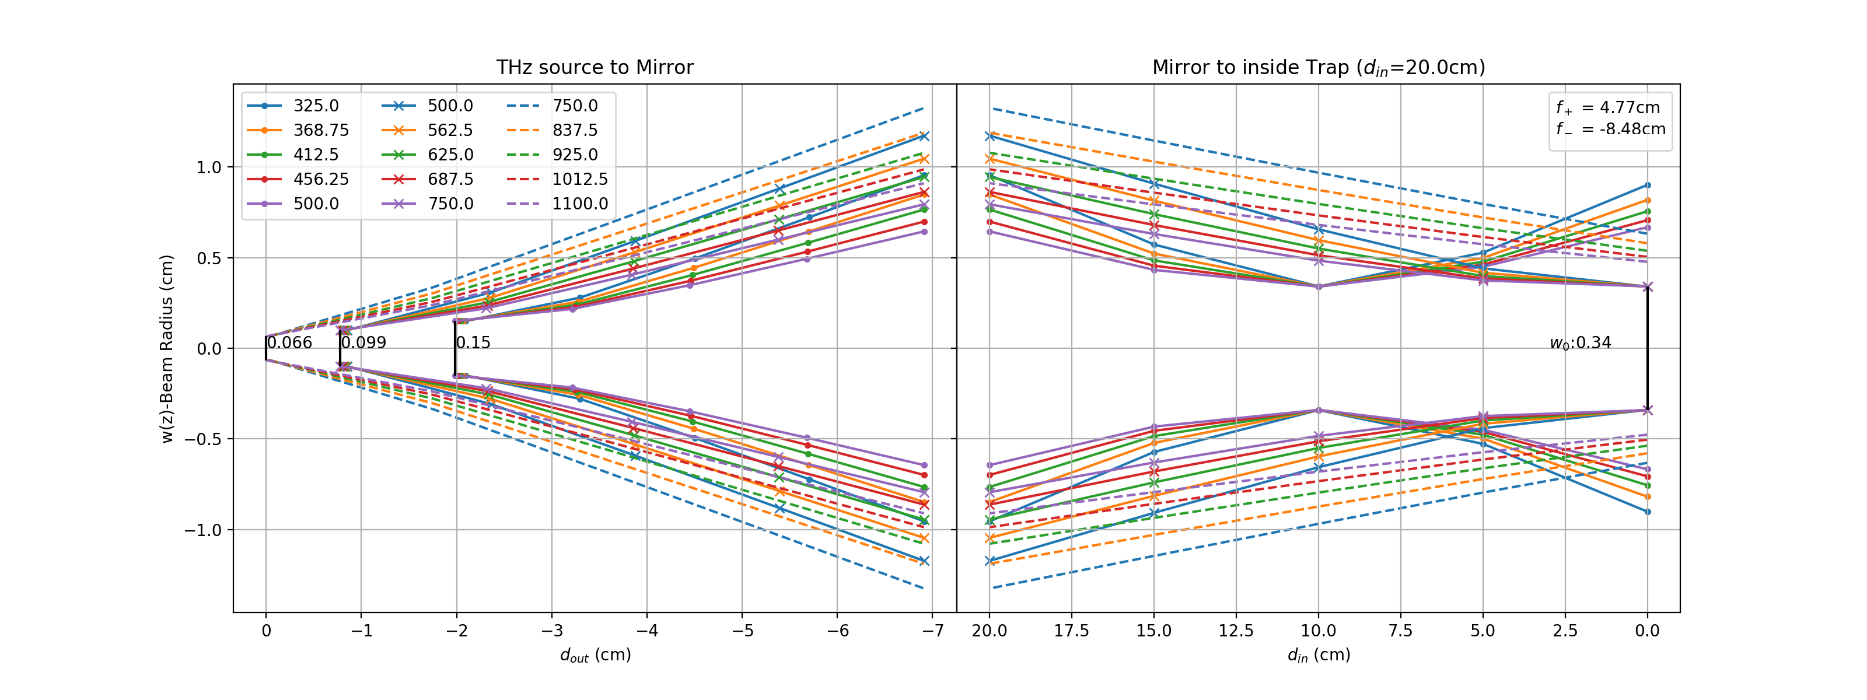 THz source to Mirror
Mirror to inside Trap (d_in=20.0cm)
325.0 500.0 750.0
368.75 562.5 837.5
412.5 625.0 925.0
456.25 687.5 1012.5
500.0 750.0 1100.0
f₊ = 4.77cm
f₋ = -8.48cm
w(z)-Beam Radius (cm)
1.0
0.5
0.0
−0.5
−1.0
0.066
0.099
0.15
w₀:0.34
0 −1 −2 −3 −4 −5 −6 −7
20.0 17.5 15.0 12.5 10.0 7.5 5.0 2.5 0.0
d_out (cm)
d_in (cm)